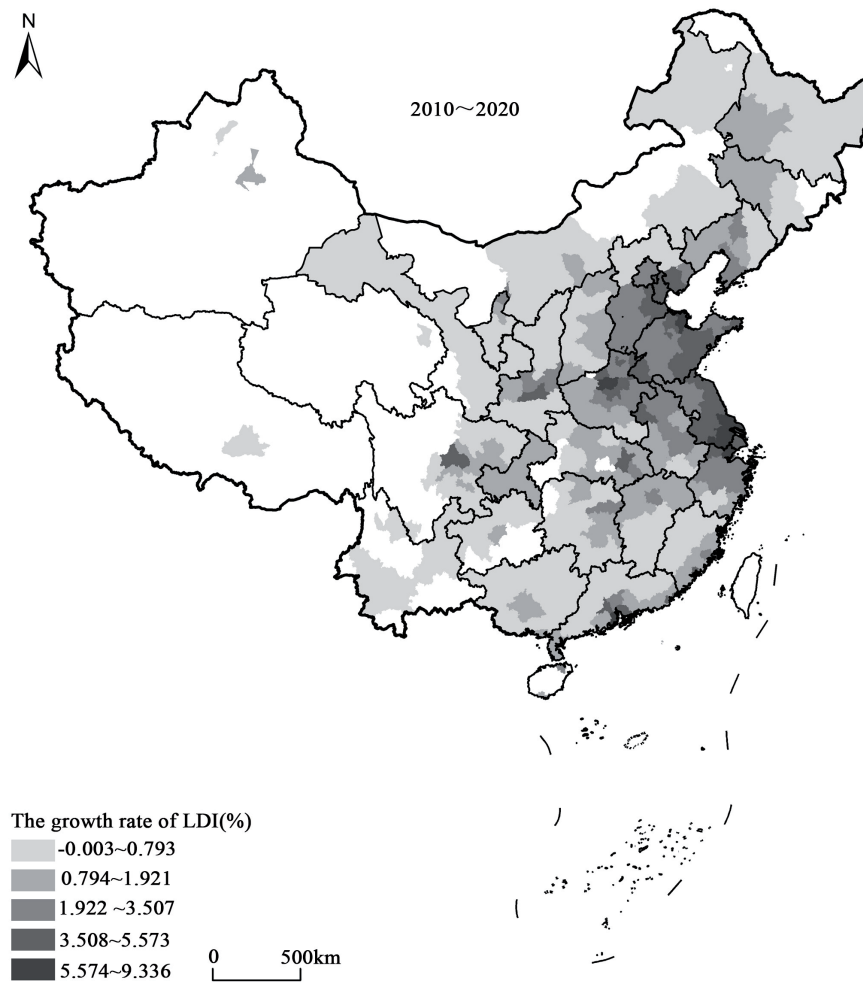 N
2010～2020
The growth rate of LDI(%)
-0.003~0.793
0.794~1.921
1.922 ~3.507
3.508~5.573
5.574~9.336
0 500km